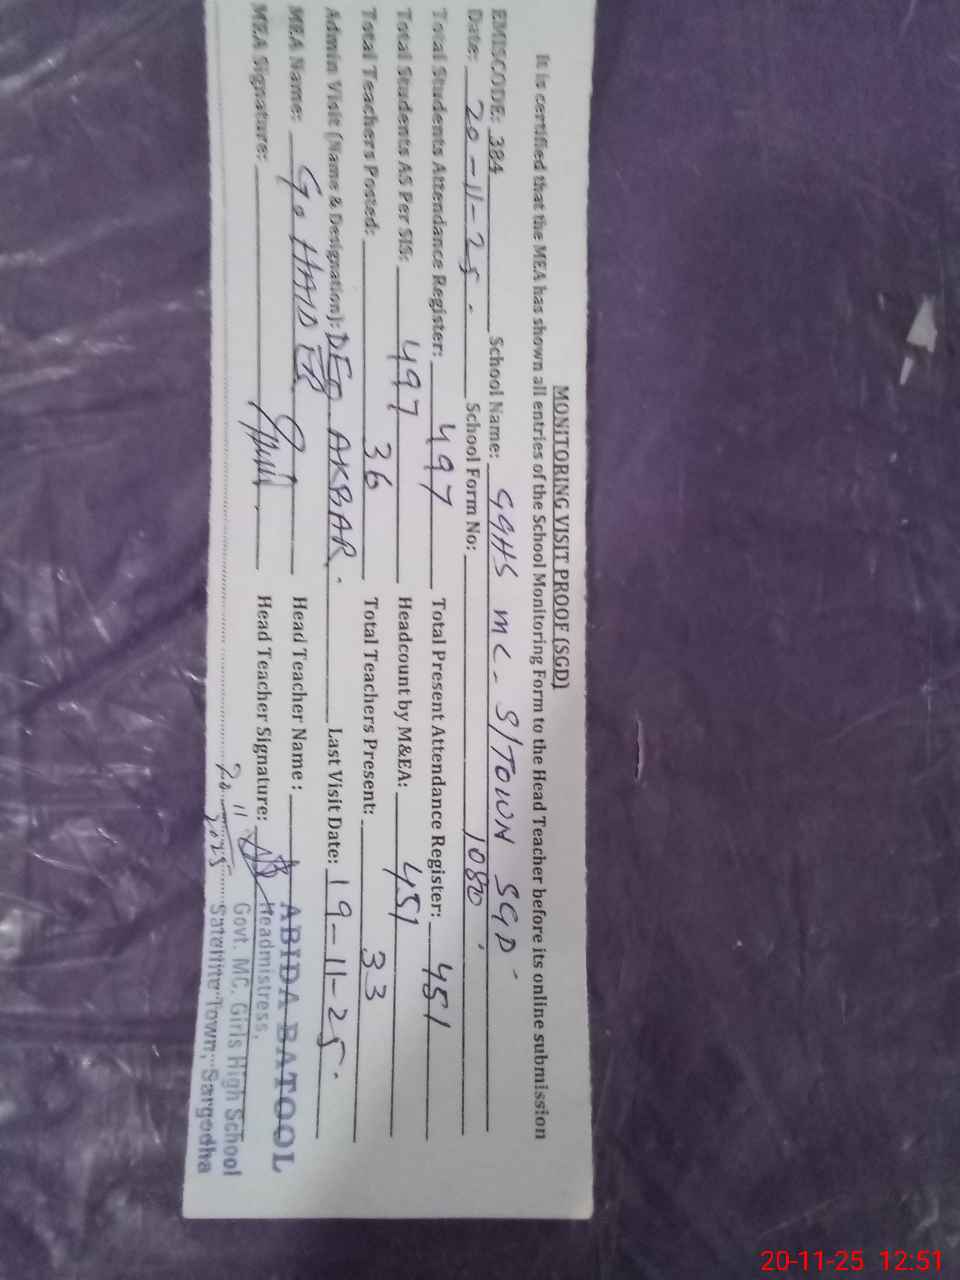 MONITORING VISIT PROOF (SGD)
It is certified that the MEA has shown all entries of the School Monitoring Form to the Head Teacher before its online submission
EMISCODE: 384 School Name: GGHS MC- S/TOWN SGD-
Date: 20-11-25. School Form No: 1080
Total Students Attendance Register: 497 Total Present Attendance Register: 451
Total Students AS Per SIS: 497 Headcount by M&EA: 451
Total Teachers Posted: 36 Total Teachers Present: 33
Admin Visit (Name & Designation): DEO AKBAR. Last Visit Date: 19-11-25.
MEA Name: HAIDER Head Teacher Name: ABIDA BATOOL
MEA Signature: Head Teacher Signature: Headmistress,
20 11 2025 Govt. MC. Girls High School
Satellite Town, Sargodha
20-11-25 12:51